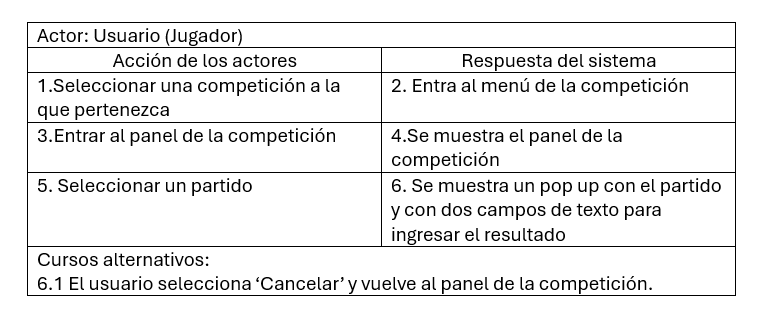 Actor: Usuario (Jugador)
Acción de los actores
Respuesta del sistema
1.Seleccionar una competición a la
que pertenezca
2. Entra al menú de la competición
3.Entrar al panel de la competición
4.Se muestra el panel de la
competición
5. Seleccionar un partido
6. Se muestra un pop up con el partido
y con dos campos de texto para
ingresar el resultado
Cursos alternativos:
6.1 El usuario selecciona ‘Cancelar’ y vuelve al panel de la competición.